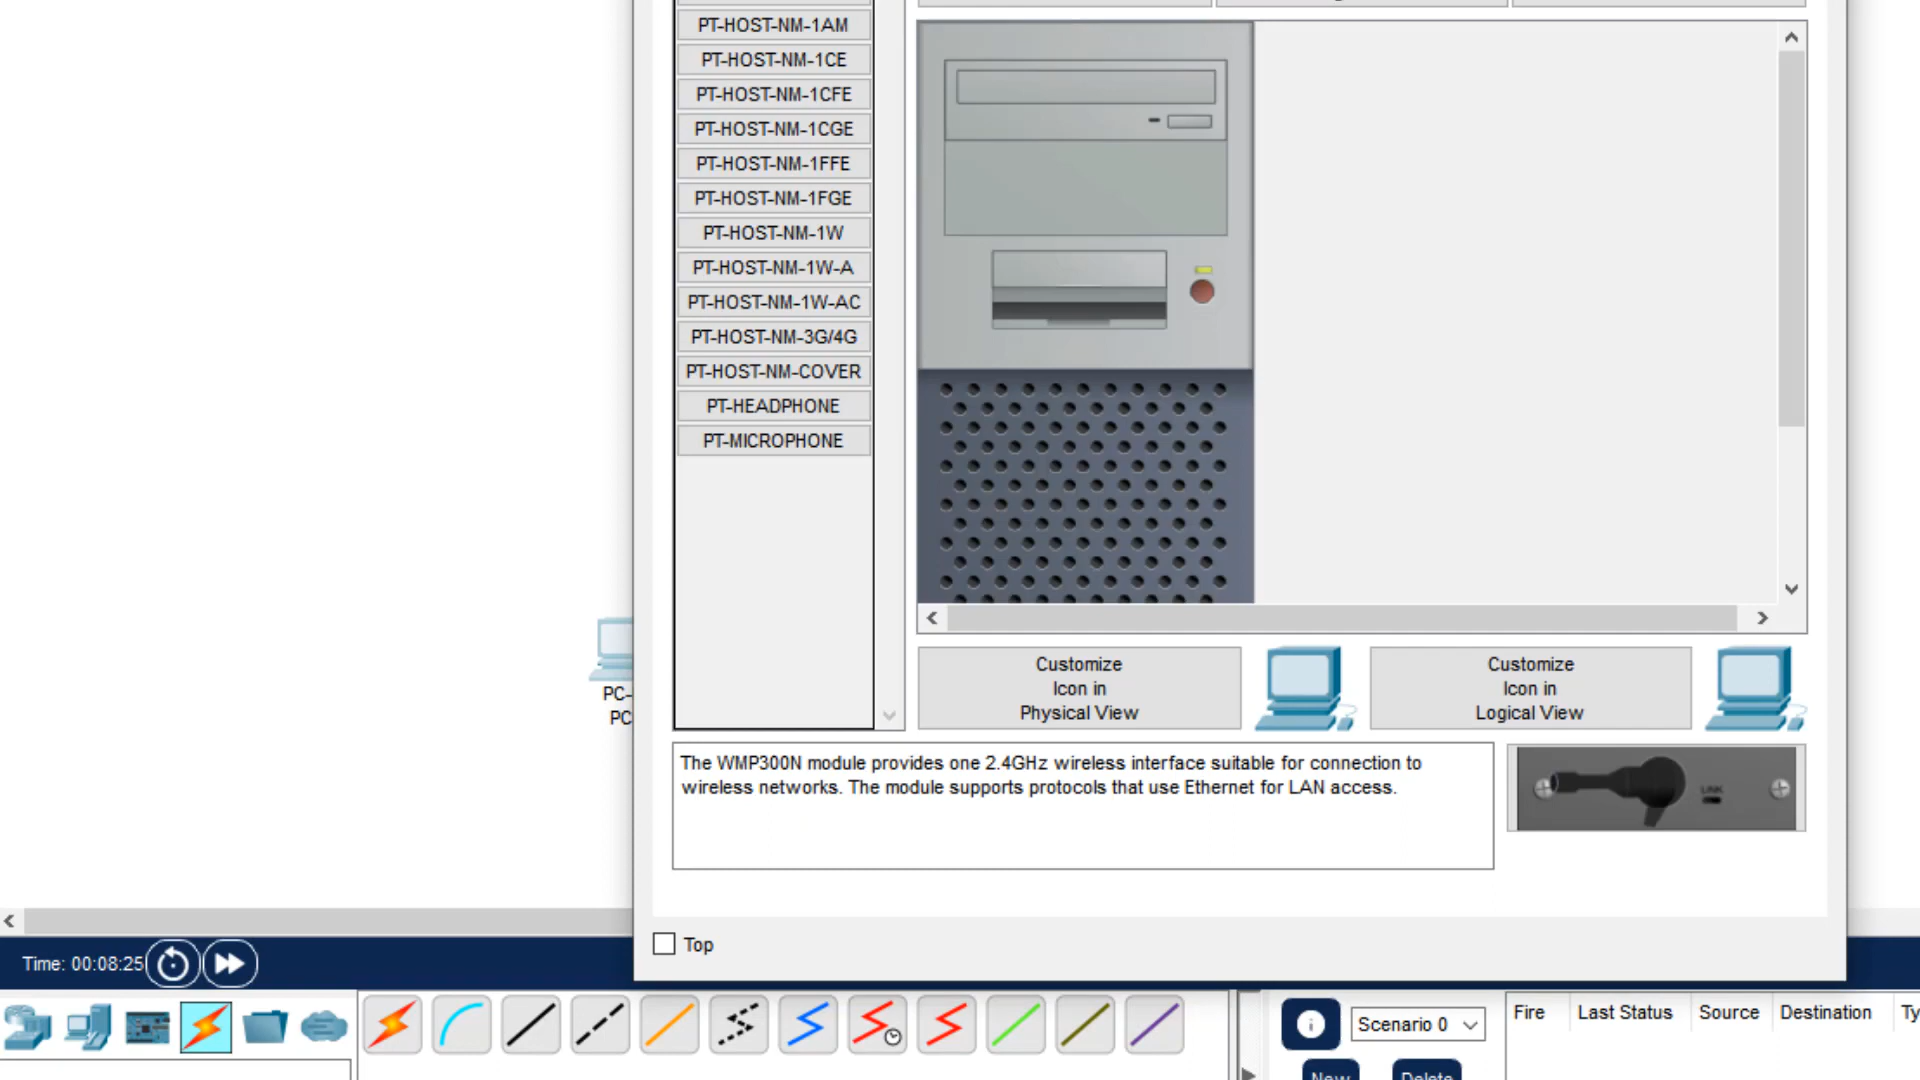 PT-HOST-NM-1AM
PT-HOST-NM-1CE
PT-HOST-NM-1CFE
PT-HOST-NM-1CGE
PT-HOST-NM-1FFE
PT-HOST-NM-1FGE
PT-HOST-NM-1W
PT-HOST-NM-1W-A
PT-HOST-NM-1W-AC
PT-HOST-NM-3G/4G
PT-HOST-NM-COVER
PT-HEADPHONE
PT-MICROPHONE
PC-
PC
Customize
Icon in
Physical View
Customize
Icon in
Logical View
The WMP300N module provides one 2.4GHz wireless interface suitable for connection to
wireless networks. The module supports protocols that use Ethernet for LAN access.
LINK
Top
Time: 00:08:25
Scenario 0
New
Delete
Fire
Last Status
Source
Destination
Ty